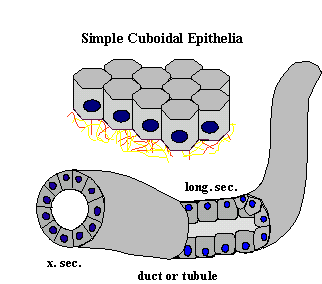 Simple Cuboidal Epithelia
long. sec.
x. sec.
duct or tubule